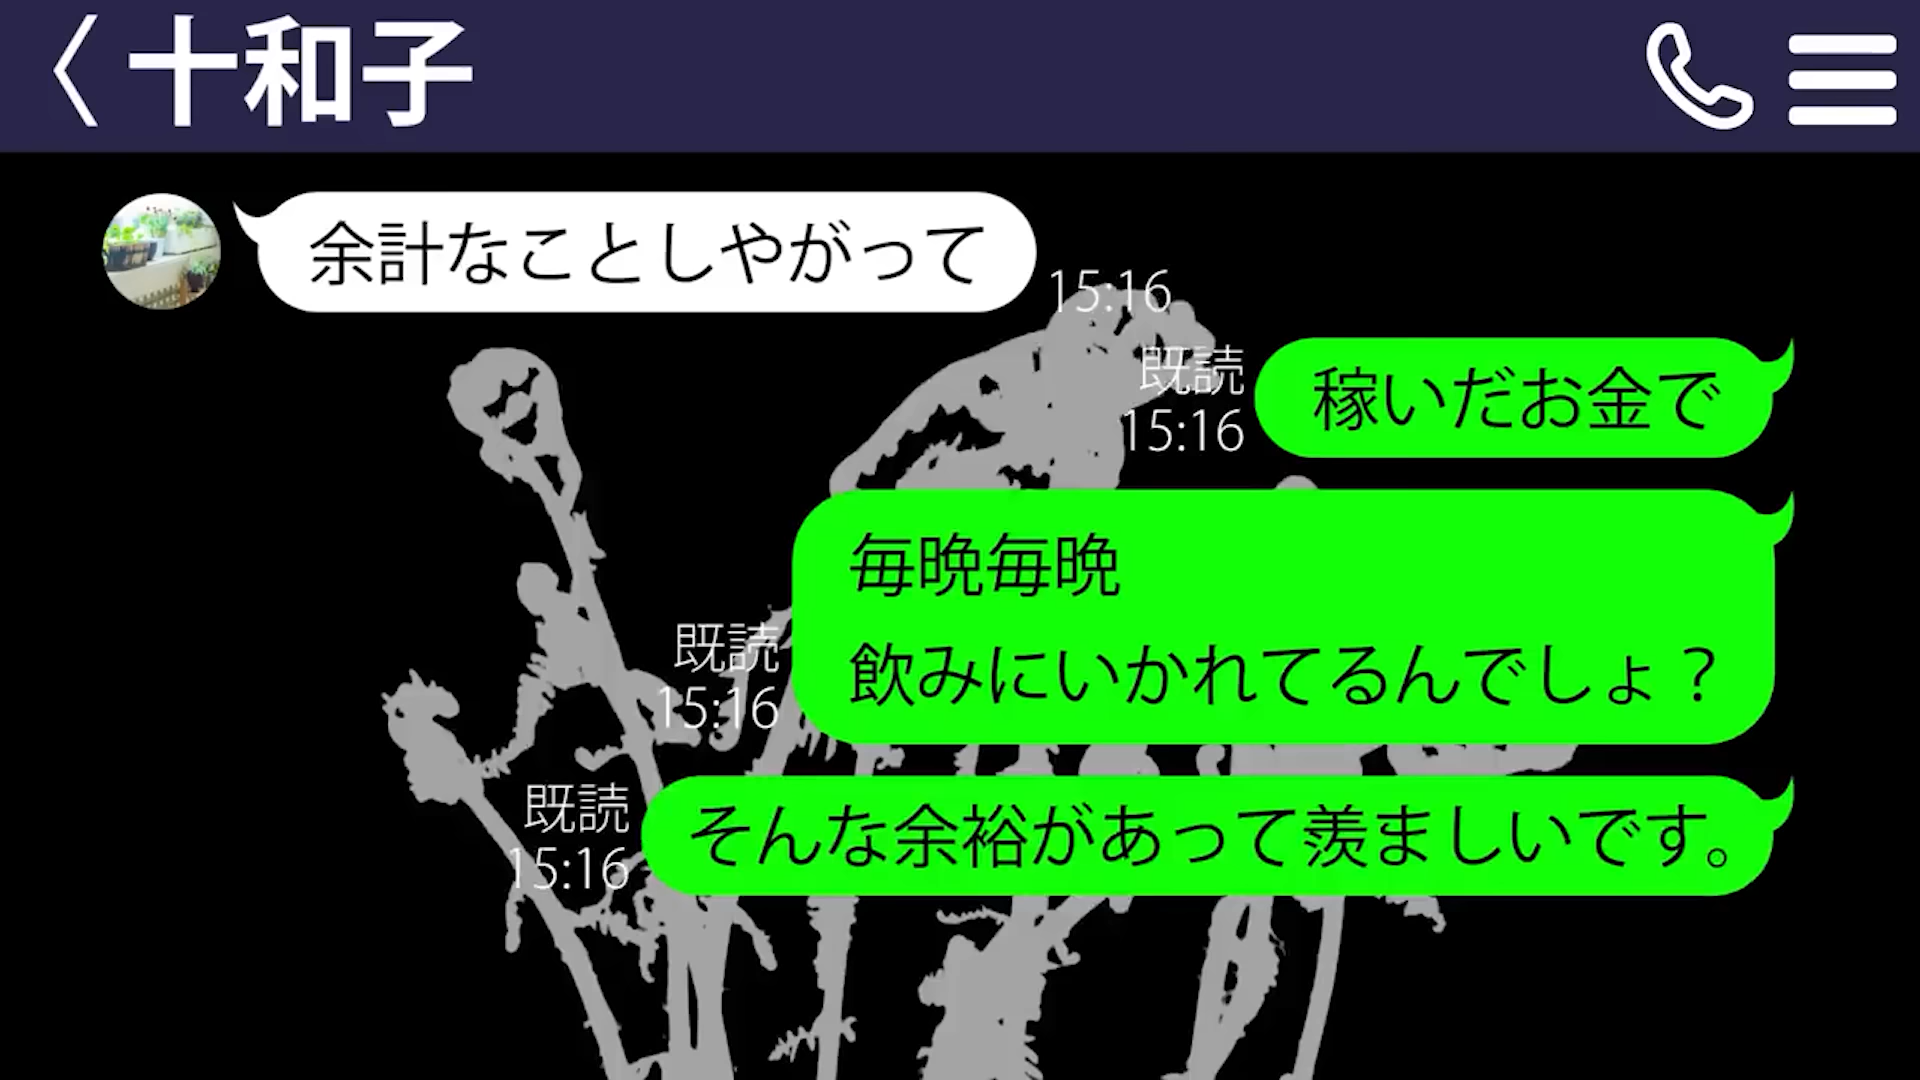 十和子
余計なことしやがって
15:16
稼いだお金で
既読
15:16
毎晩毎晩
飲みにいかれてるんでしょ？
既読
15:16
そんな余裕があって羨ましいです。
既読
15:16